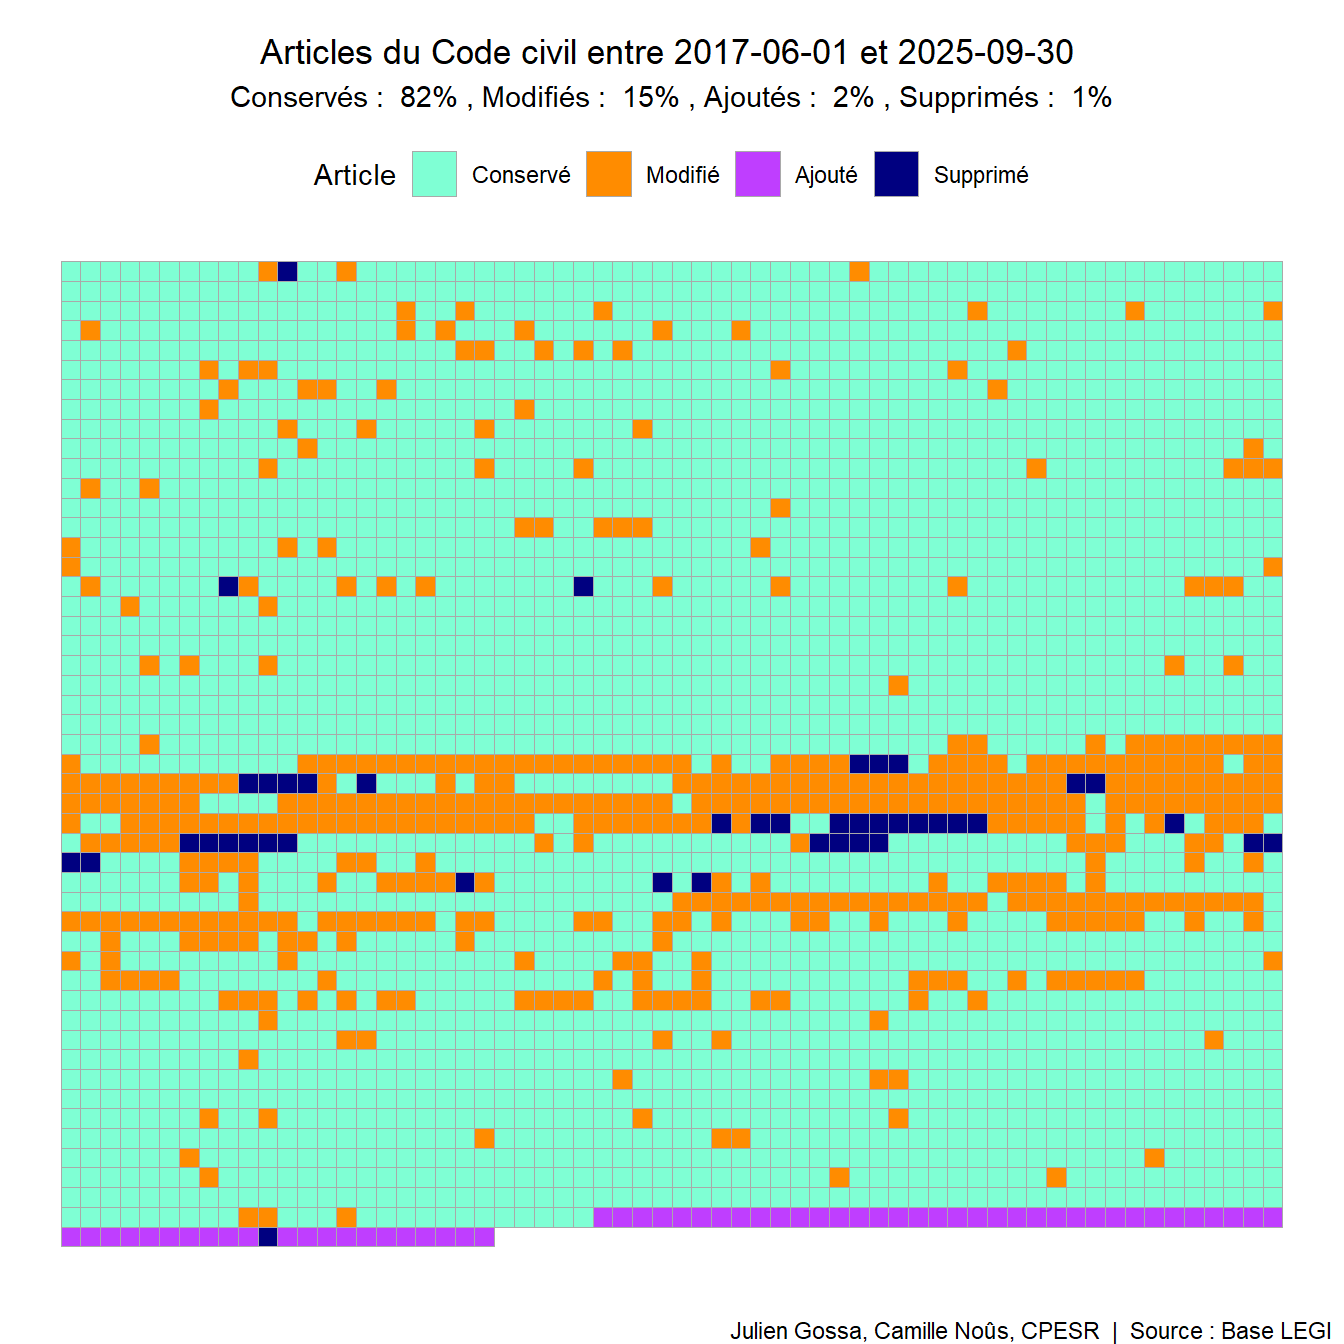 Articles du Code civil entre 2017-06-01 et 2025-09-30
Conservés :  82% , Modifiés :  15% , Ajoutés :  2% , Supprimés :  1%
Article Conservé Modifié Ajouté Supprimé
Julien Gossa, Camille Noûs, CPESR | Source : Base LEGI